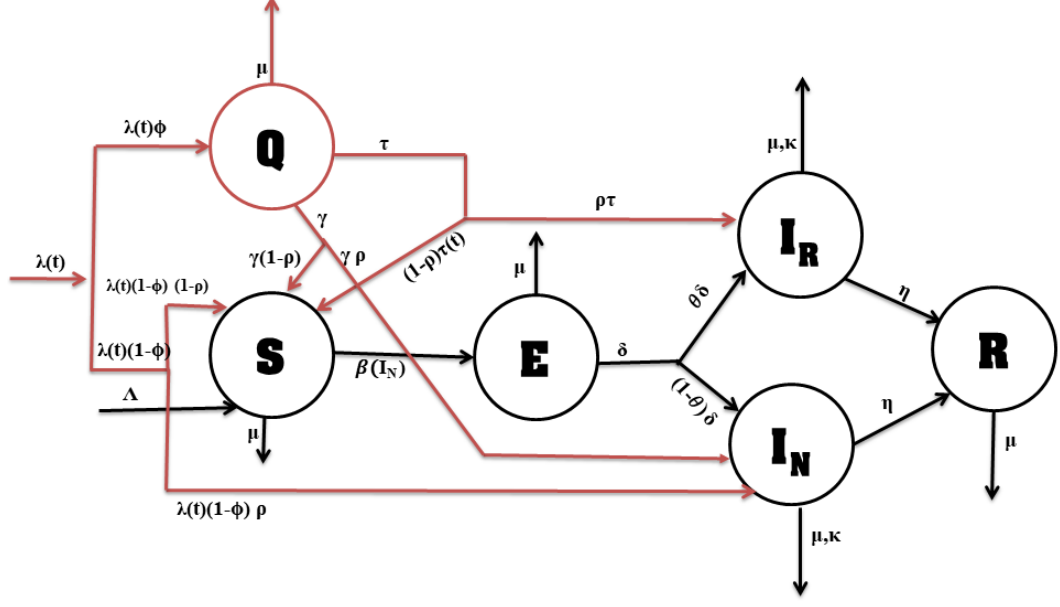 μ
λ(t)ϕ
Q
τ
μ,κ
γ
ρτ
I_R
λ(t)
γ(1-ρ)
γ ρ
(1-ρ)τ(t)
μ
λ(t)(1-ϕ) (1-ρ)
θδ
η
λ(t)(1-ϕ)
S
β(I_N)
E
δ
R
Λ
(1-θ)δ
η
μ
I_N
μ
λ(t)(1-ϕ) ρ
μ,κ